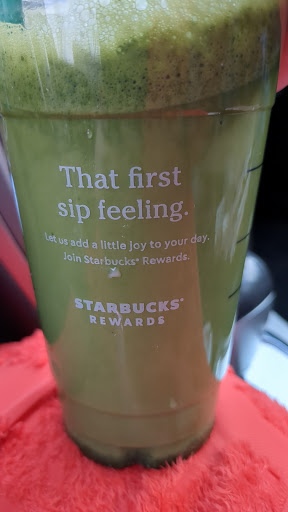 That first
sip feeling.
Let us add a little joy to your day.
Join Starbucks® Rewards.
STARBUCKS®
REWARDS